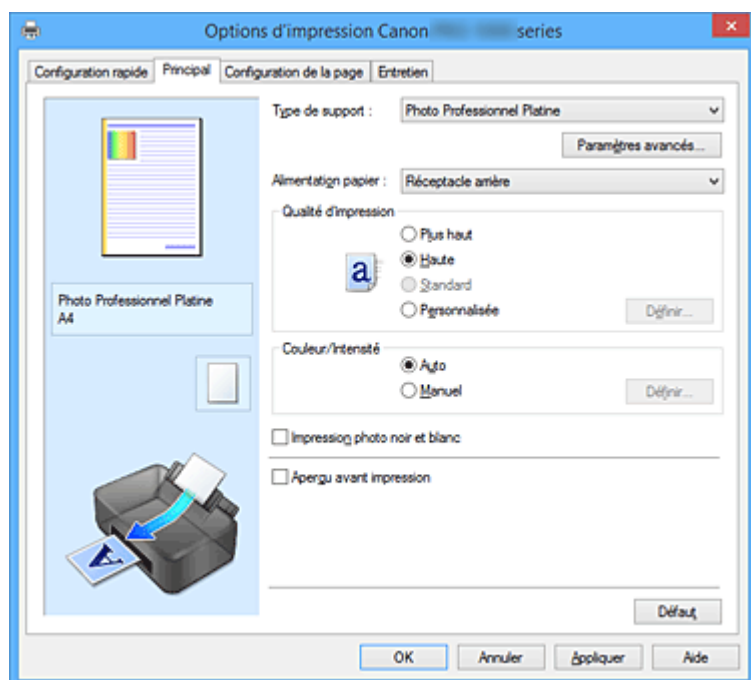 Options d'impression Canon series
Configuration rapide Principal Configuration de la page Entretien
Type de support : Photo Professionnel Platine
Paramètres avancés...
Alimentation papier : Réceptacle arrière
Qualité d'impression
Plus haut
Haute
Standard
Personnalisée Définir...
Photo Professionnel Platine
A4
Couleur/Intensité
Auto
Manuel Définir...
Impression photo noir et blanc
Aperçu avant impression
Défaut
OK Annuler Appliquer Aide